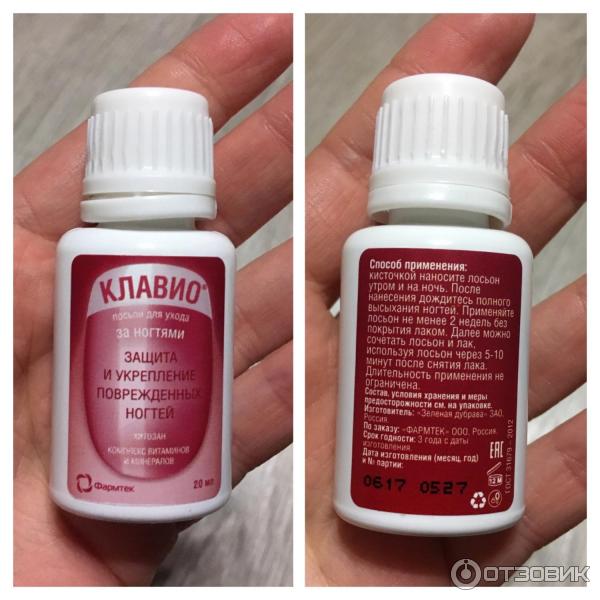 КЛАВИО®
лосьон для ухода
за ногтями
ЗАЩИТА
И УКРЕПЛЕНИЕ
ПОВРЕЖДЕННЫХ
НОГТЕЙ
ХИТОЗАН
КОМПЛЕКС ВИТАМИНОВ
И МИНЕРАЛОВ
Фармтек
20 мл
Способ применения:
кисточкой наносите лосьон
утром и на ночь. После
нанесения дождитесь полного
высыхания ногтей. Применяйте
лосьон не менее 2 недель без
покрытия лаком. Далее можно
сочетать лосьон и лак,
используя лосьон через 5-10
минут после снятия лака.
Длительность применения не
ограничена.
Состав, условия хранения и меры
предосторожности см. на упаковке.
Изготовитель: «Зеленая дубрава» ЗАО,
Россия
По заказу: «ФАРМТЕК» ООО, Россия.
Срок годности: 3 года с даты
изготовления
Дата изготовления (месяц, год)
и № партии:
0617 0527
EAC
12 М
ГОСТ 31679-2012
ОТЗОВИК